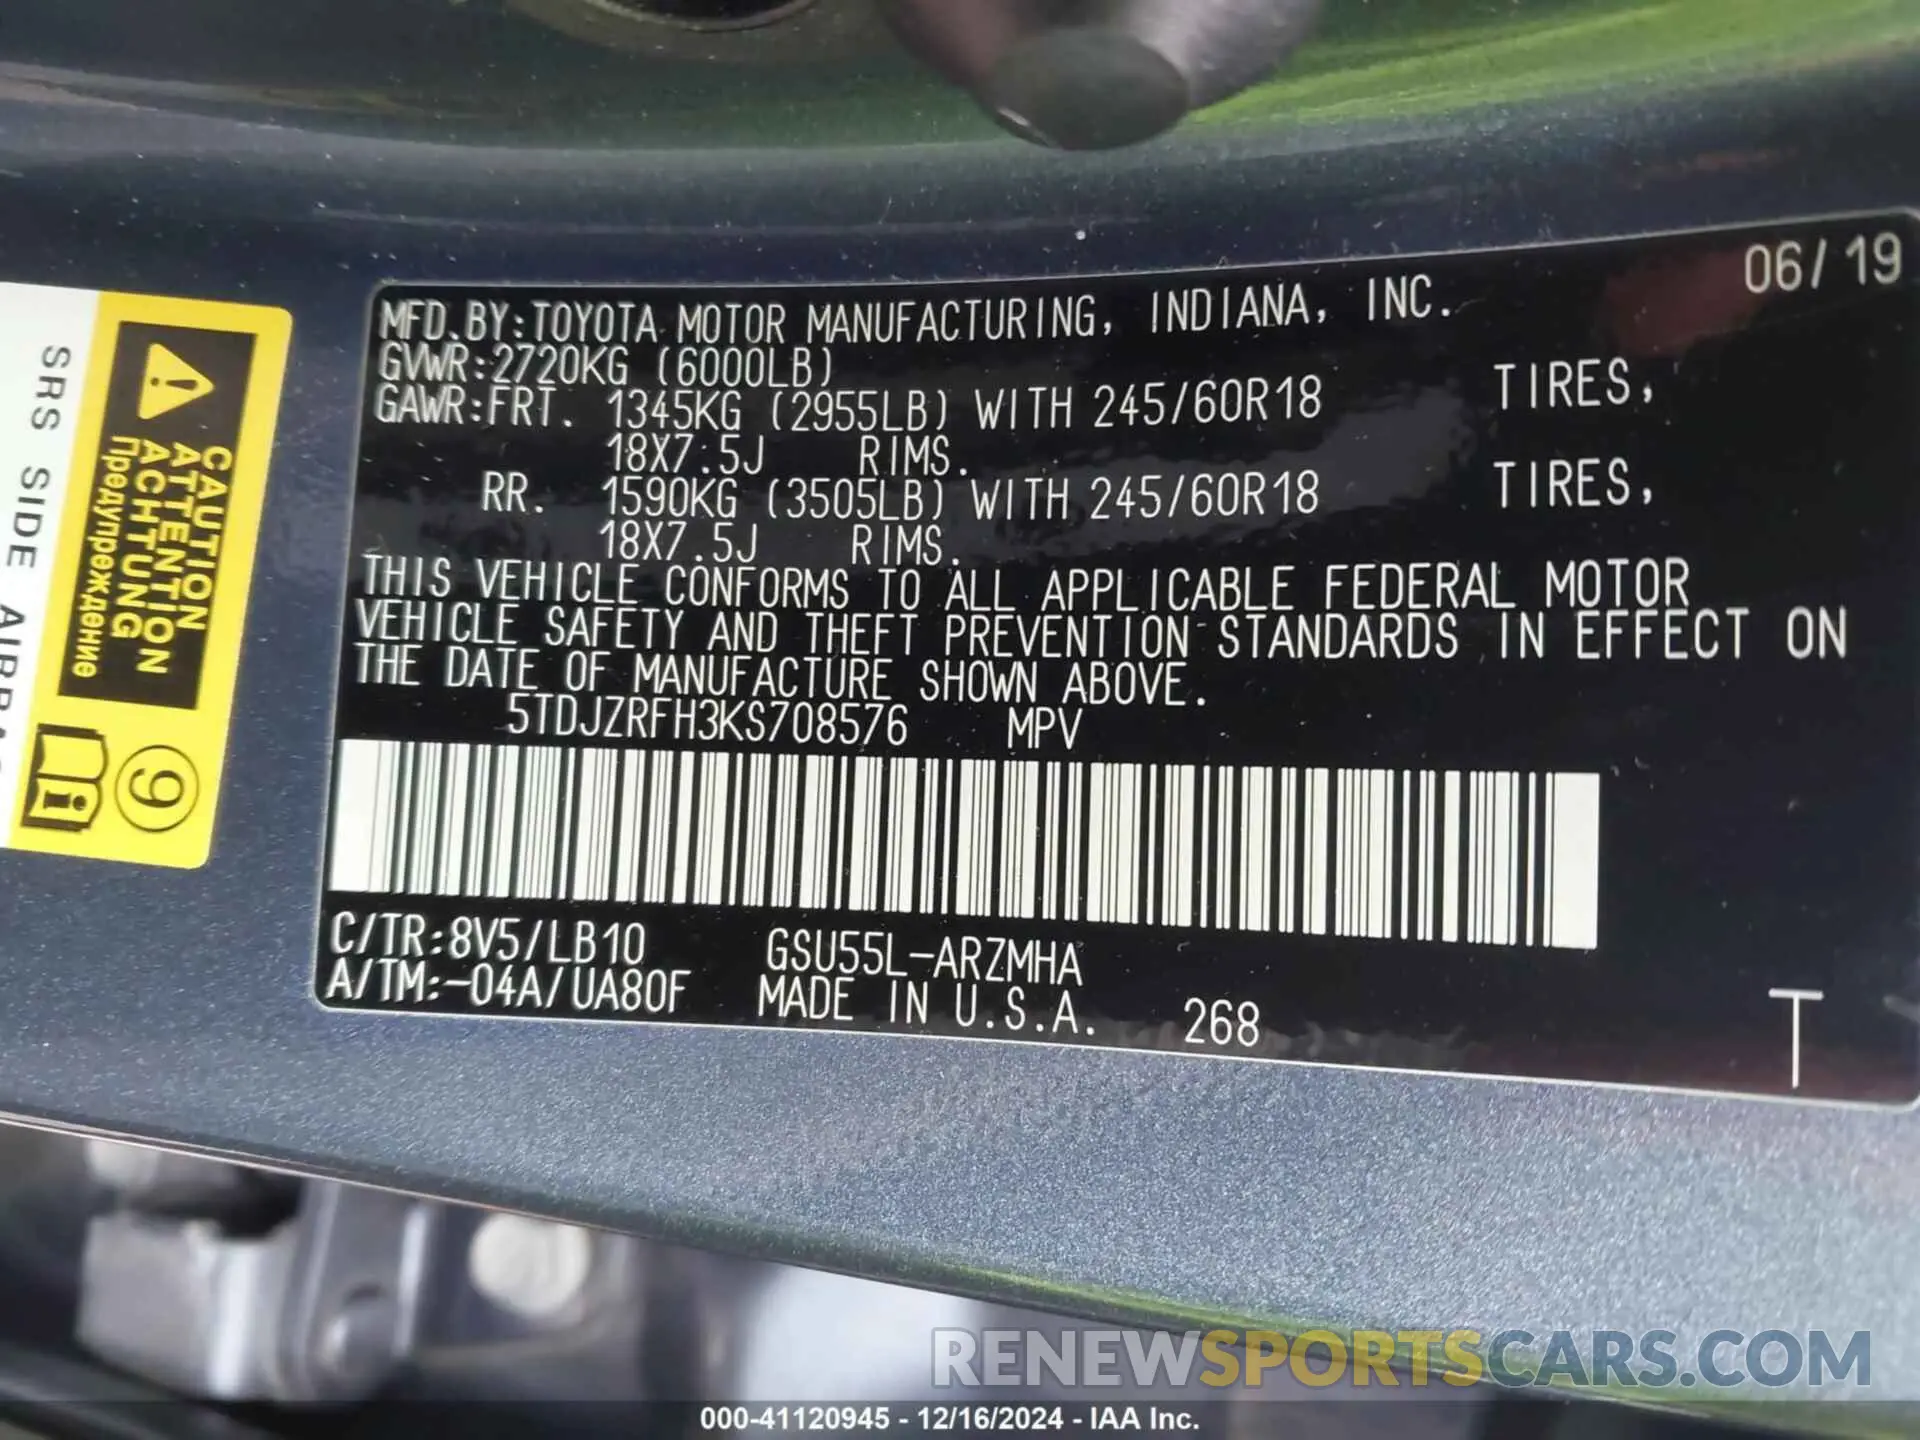 06/19
MFD.BY:TOYOTA MOTOR MANUFACTURING, INDIANA, INC.
GVWR:2720KG (6000LB)
GAWR:FRT. 1345KG (2955LB) WITH 245/60R18 TIRES,
18X7.5J RIMS.
RR. 1590KG (3505LB) WITH 245/60R18 TIRES,
18X7.5J RIMS.
THIS VEHICLE CONFORMS TO ALL APPLICABLE FEDERAL MOTOR
VEHICLE SAFETY AND THEFT PREVENTION STANDARDS IN EFFECT ON
THE DATE OF MANUFACTURE SHOWN ABOVE.
5TDJZRFH3KS708576 MPV
C/TR:8V5/LB10 GSU55L-ARZMHA
A/TM:-04A/UA80F MADE IN U.S.A. 268
T
CAUTION
ATTENTION
ACHTUNG
Предупреждение
9
SRS SIDE
RENEWSPORTSCARS.COM
000-41120945 - 12/16/2024 - IAA Inc.